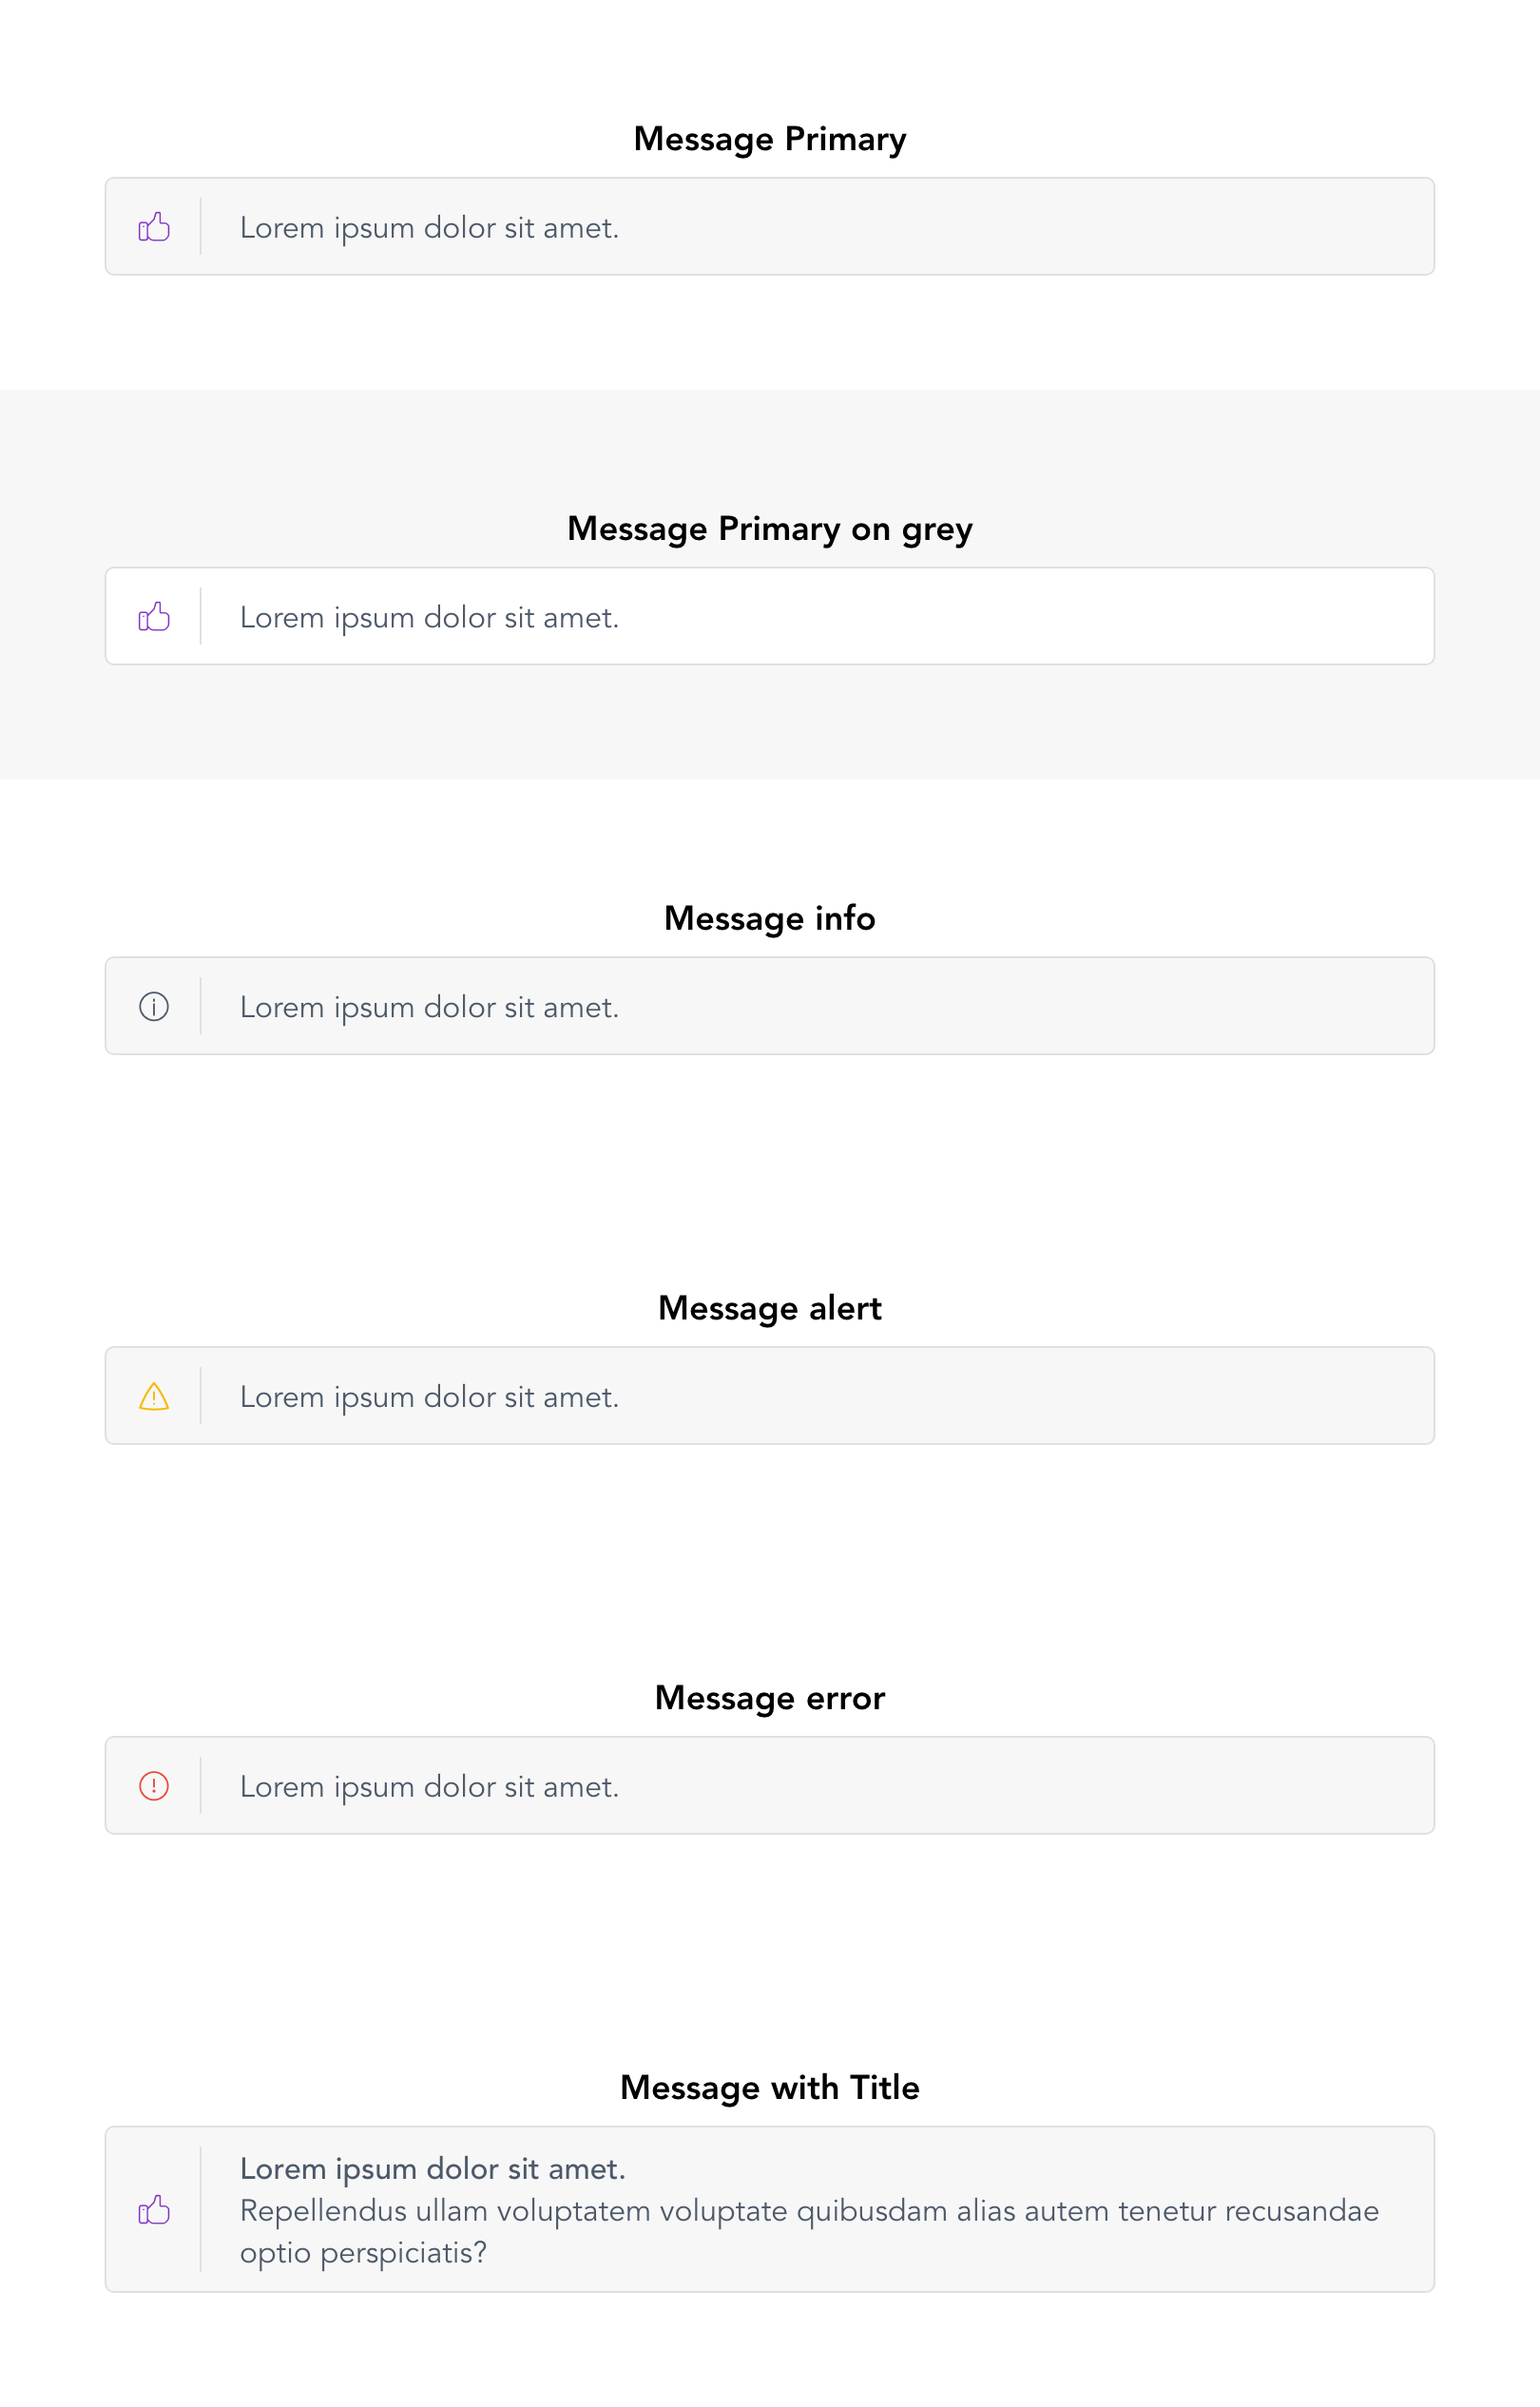 Message Primary
Lorem ipsum dolor sit amet.
Message Primary on grey
Lorem ipsum dolor sit amet.
Message info
Lorem ipsum dolor sit amet.
Message alert
Lorem ipsum dolor sit amet.
Message error
Lorem ipsum dolor sit amet.
Message with Title
Lorem ipsum dolor sit amet.
Repellendus ullam voluptatem voluptate quibusdam alias autem tenetur recusandae
optio perspiciatis?